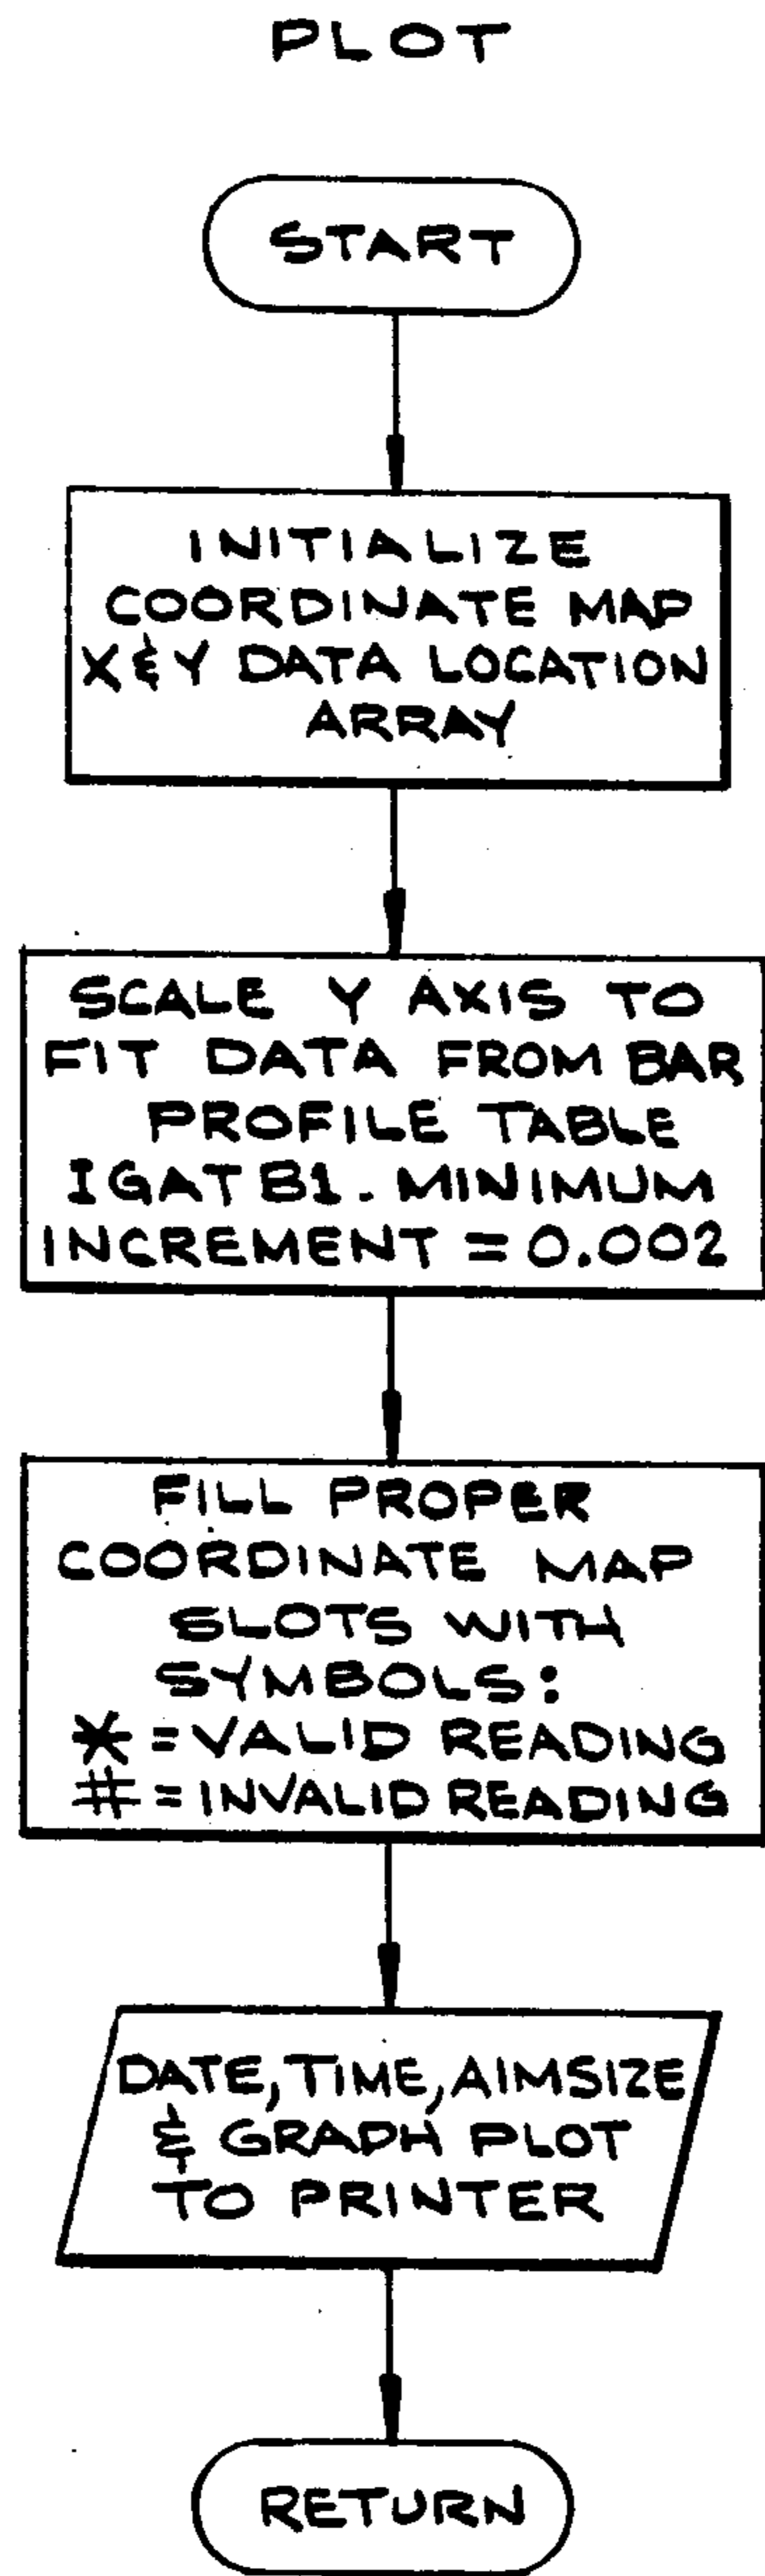 PLOT
START
INITIALIZE
COORDINATE MAP
X & Y DATA LOCATION
ARRAY
SCALE Y AXIS TO
FIT DATA FROM BAR
PROFILE TABLE
IGATB1. MINIMUM
INCREMENT = 0.002
FILL PROPER
COORDINATE MAP
SLOTS WITH
SYMBOLS:
* = VALID READING
# = INVALID READING
DATE, TIME, AIMSIZE
& GRAPH PLOT
TO PRINTER
RETURN